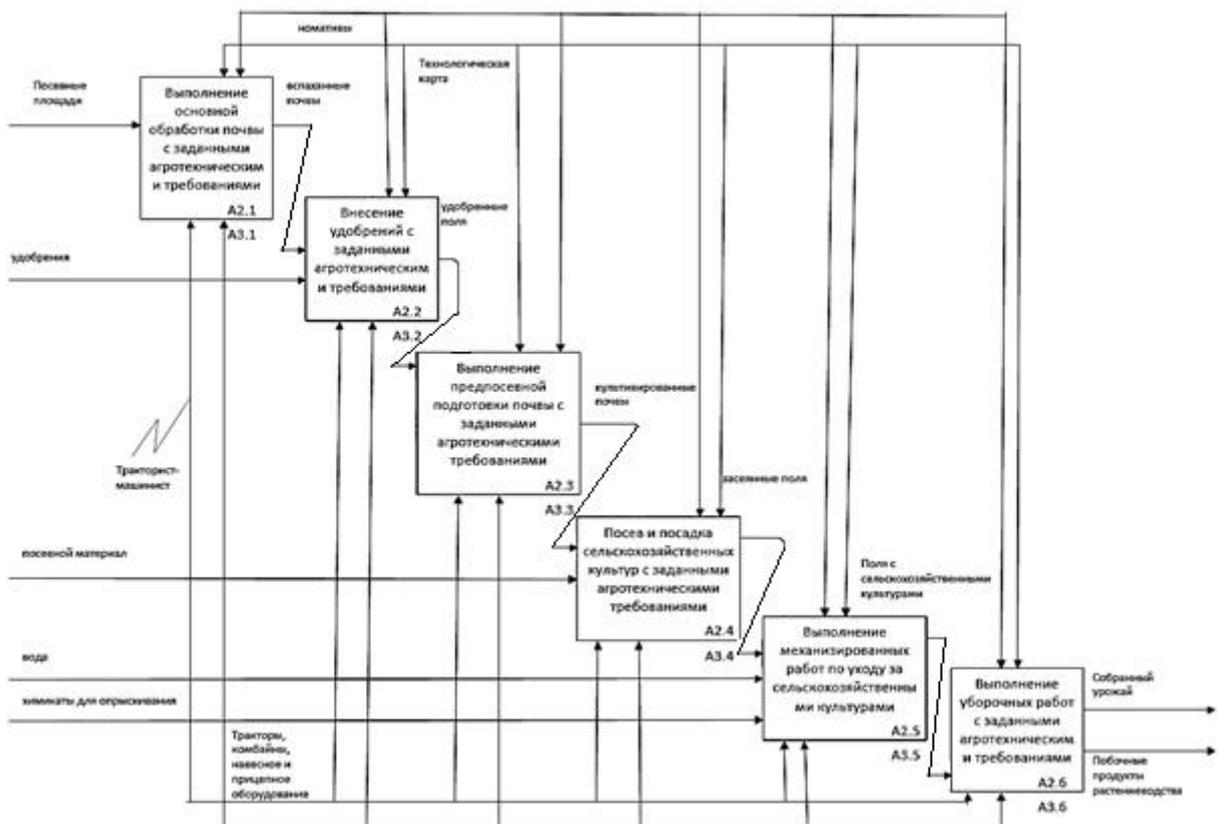 номативы
Технологическая
карта
Посевные
площади
вспаханные
почвы
Выполнение
основной
обработки почвы
с заданными
агротехническим
и требованиями
А2.1
А3.1
удобрения
Внесение
удобрений с
заданными
агротехническим
и требованиями
А2.2
А3.2
удобренные
поля
Выполнение
предпосевной
подготовки почвы с
заданными
агротехническими
требованиями
А2.3
А3.3
культивированные
почвы
Тракторист-
машинист
засеянные поля
посевной материал
Посев и посадка
сельскохозяйственных
культур с заданными
агротехническими
требованиями
А2.4
А3.4
Поля с
сельскохозяйственными
культурами
вода
химикаты для опрыскивания
Выполнение
механизированных
работ по уходу за
сельскохозяйственны
ми культурами
А2.5
А3.5
Выполнение
уборочных работ
с заданными
агротехническим
и требованиями
А2.6
А3.6
Собранный
урожай
Побочные
продукты
растениеводства
Тракторы,
комбайны,
навесное и
прицепное
оборудование